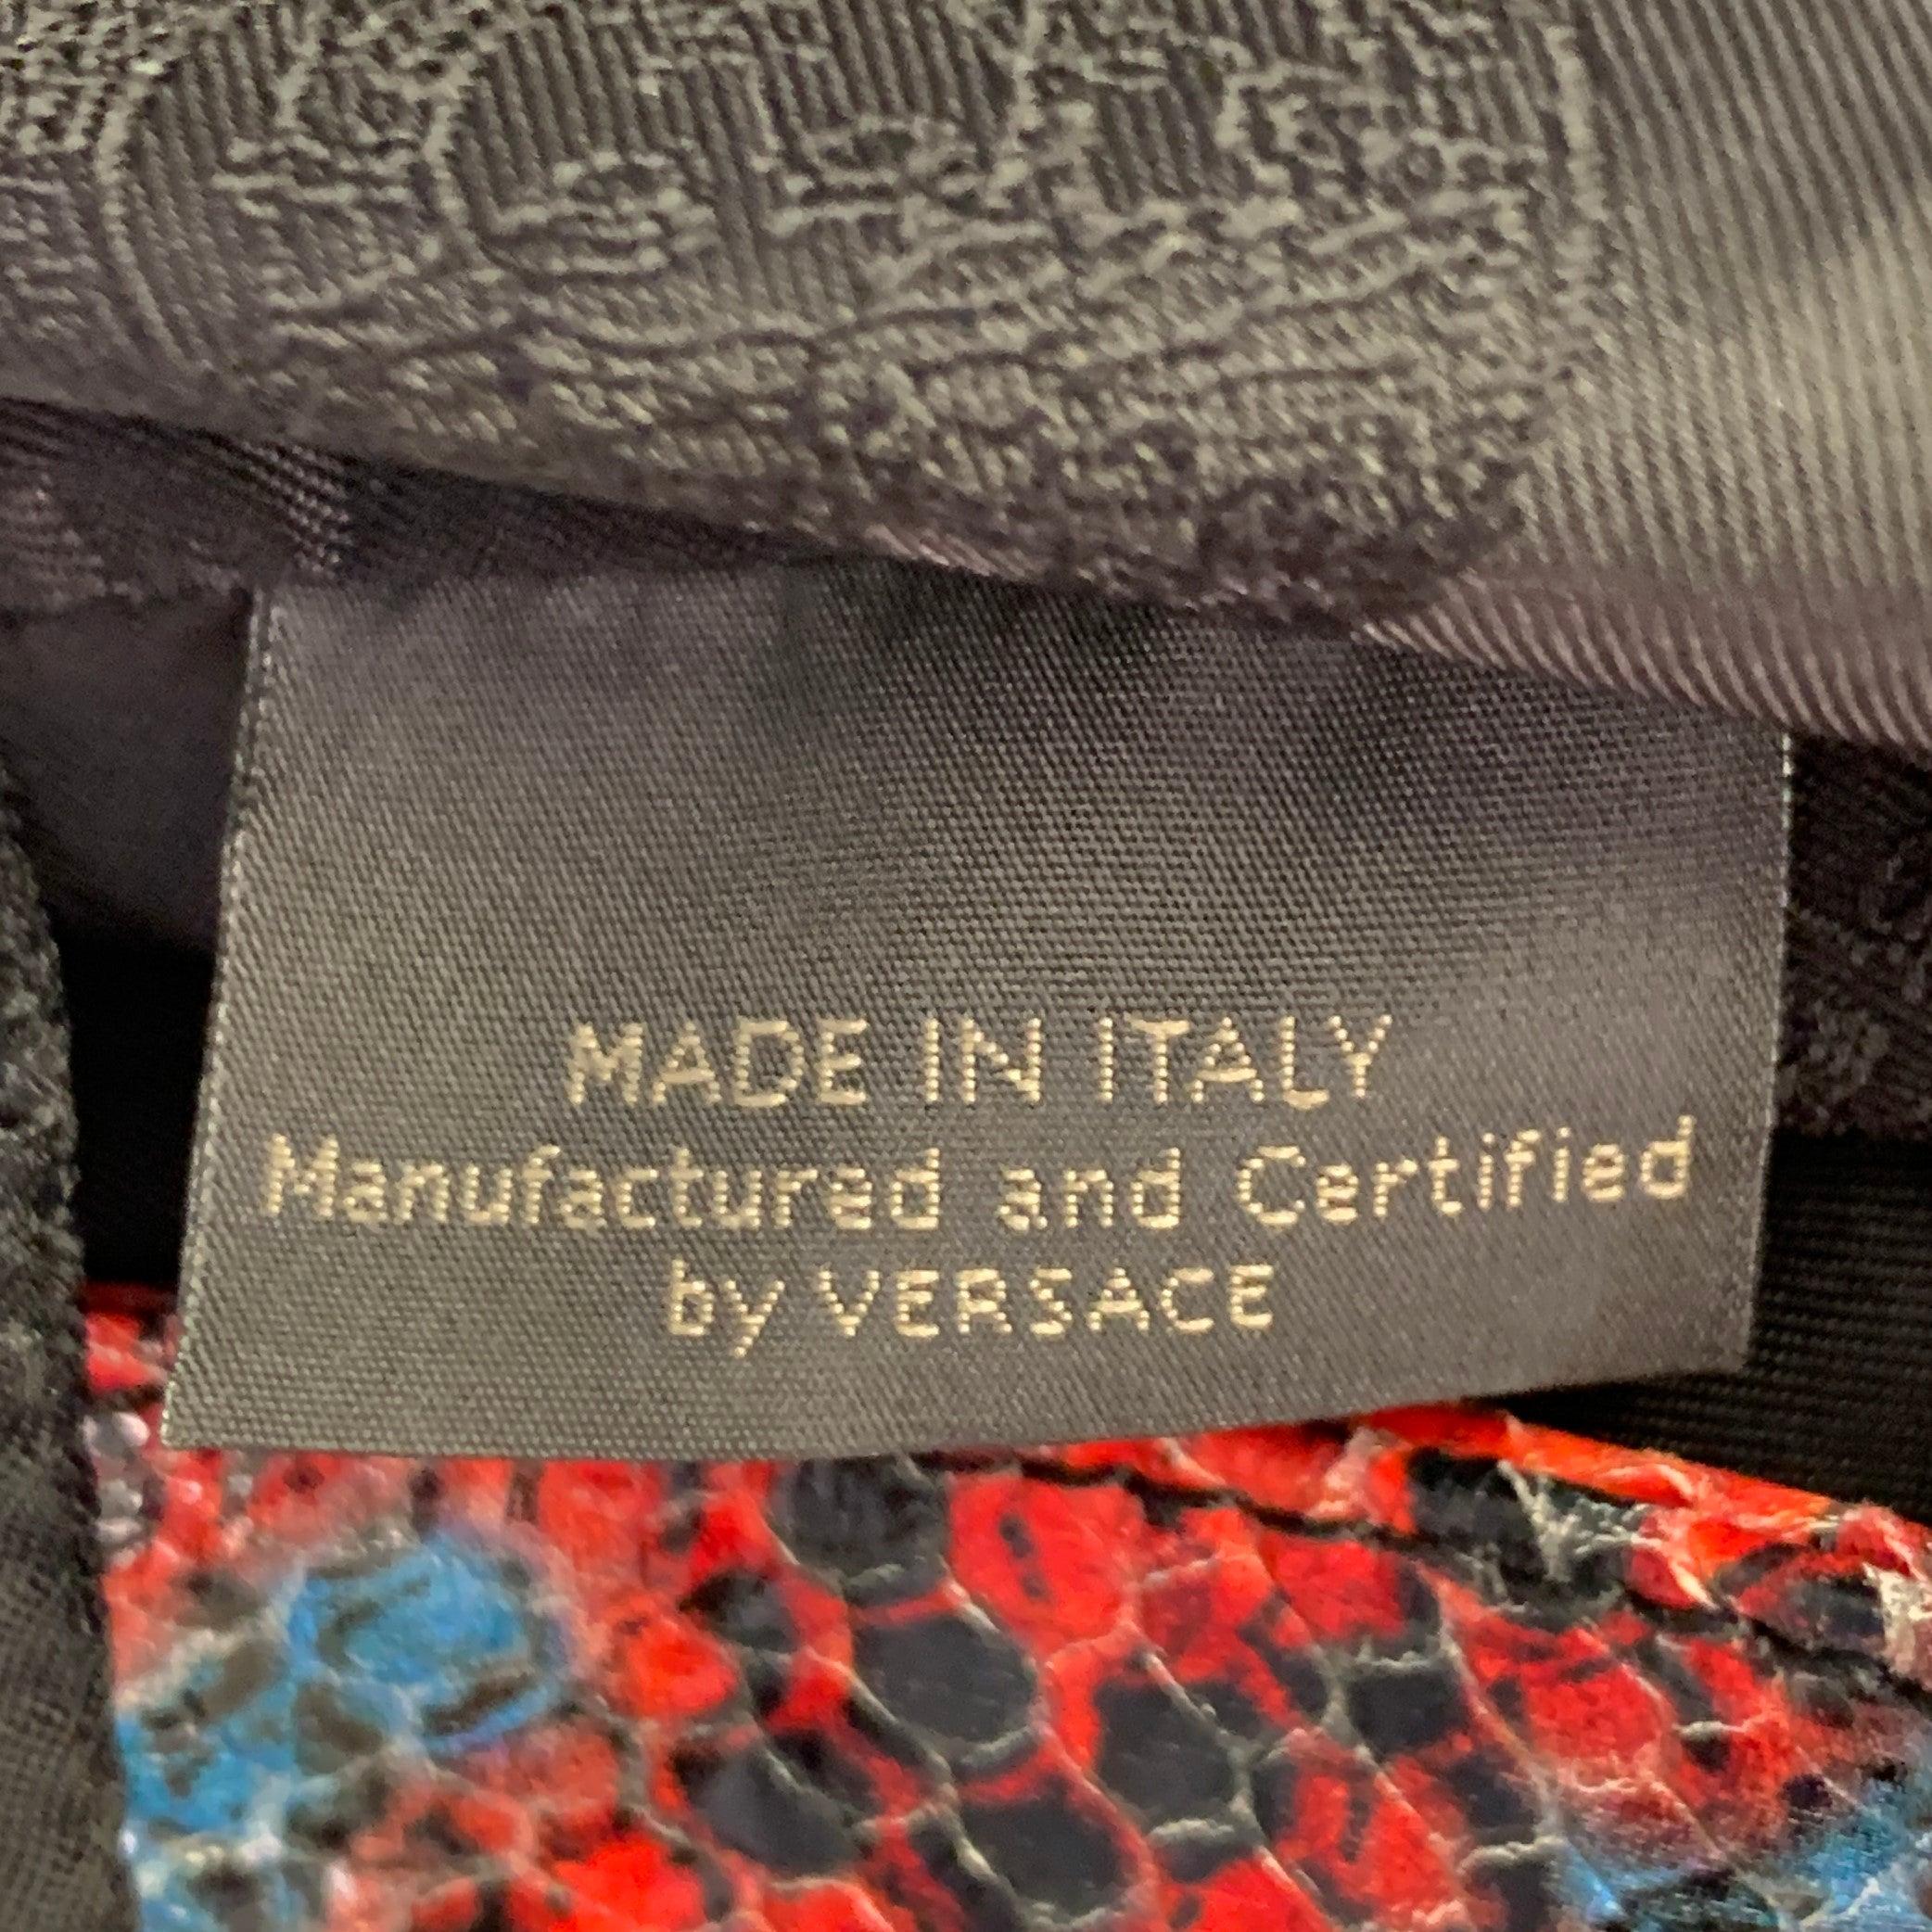 MADE IN ITALY
Manufactured and Certified
by VERSACE